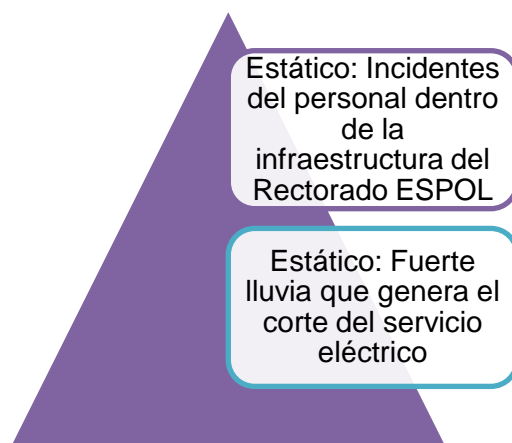 Estático: Incidentes
del personal dentro
de la
infraestructura del
Rectorado ESPOL
Estático: Fuerte
lluvia que genera el
corte del servicio
eléctrico